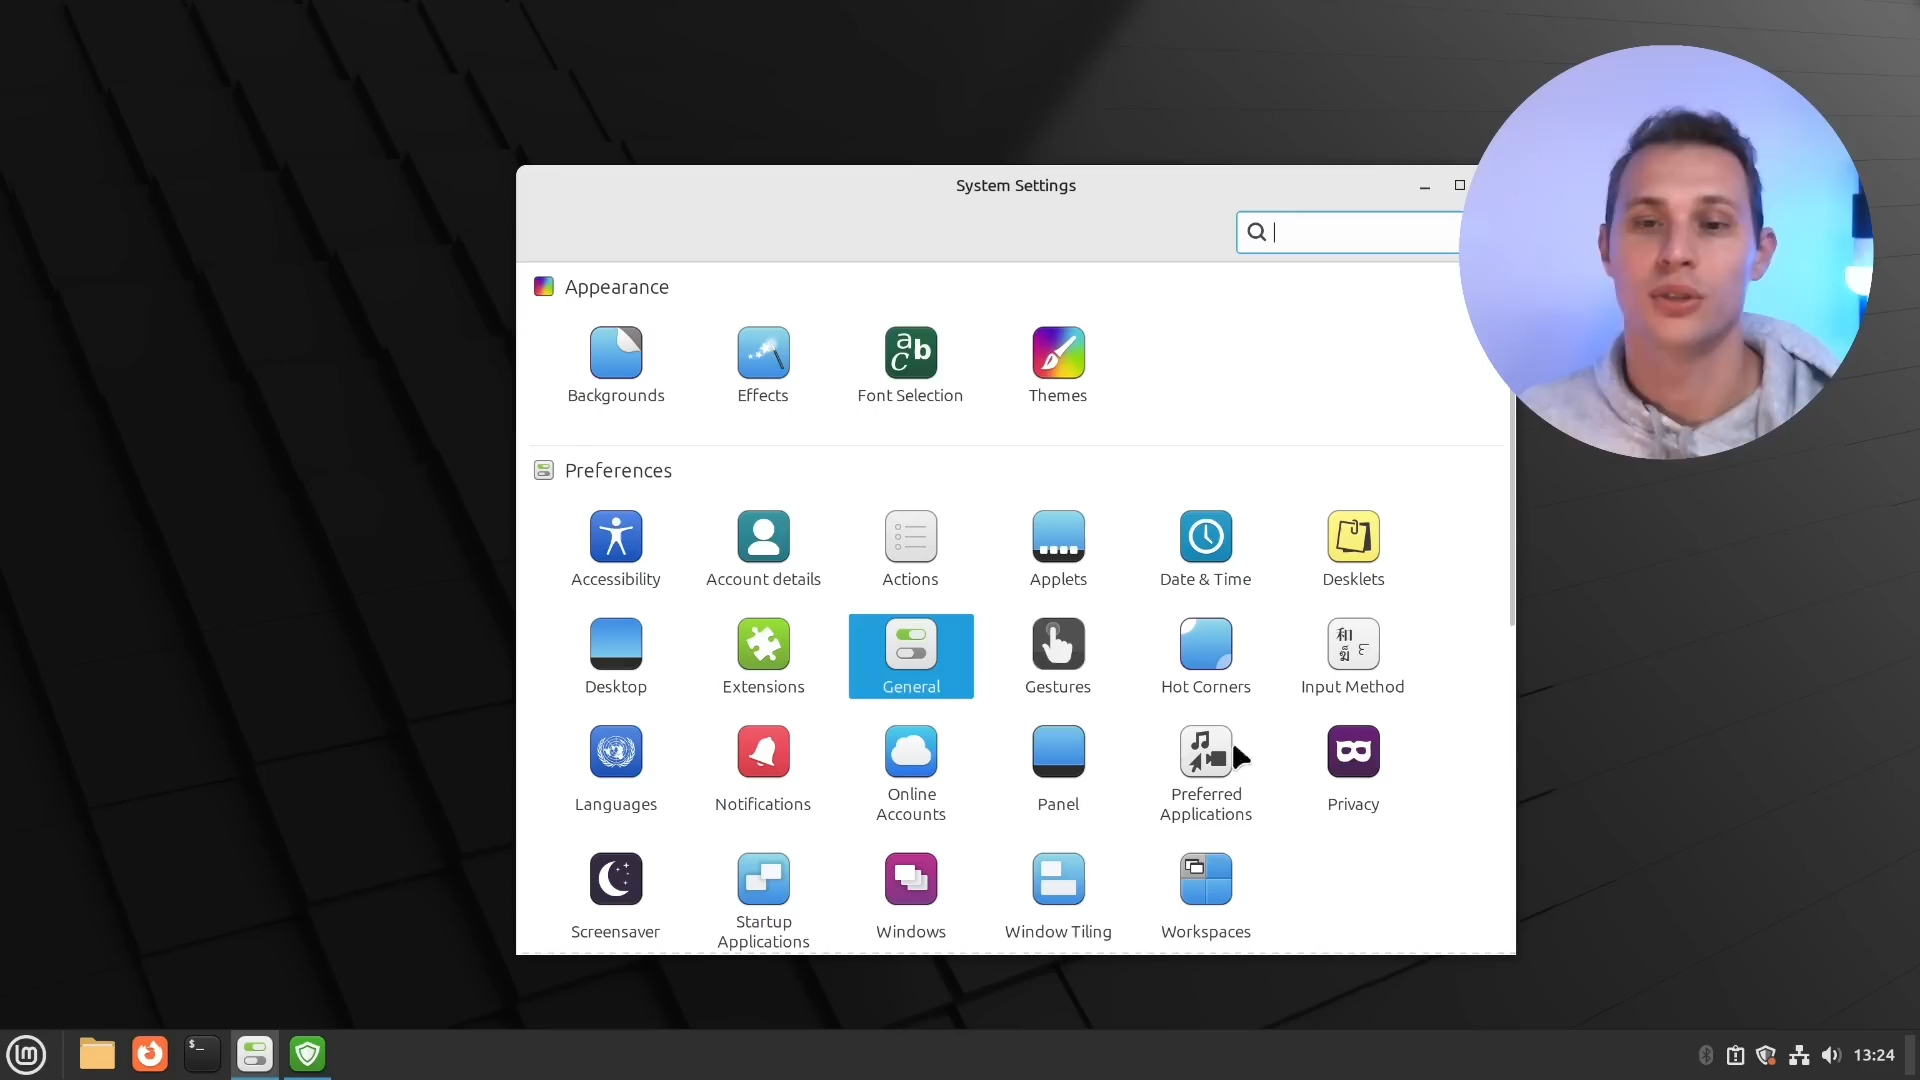 System Settings
Appearance
Backgrounds
Effects
Font Selection
Themes
Preferences
Accessibility
Account details
Actions
Applets
Date & Time
Desklets
Desktop
Extensions
General
Gestures
Hot Corners
Input Method
Languages
Notifications
Online
Accounts
Panel
Preferred
Applications
Privacy
Screensaver
Startup
Applications
Windows
Window Tiling
Workspaces
13:24